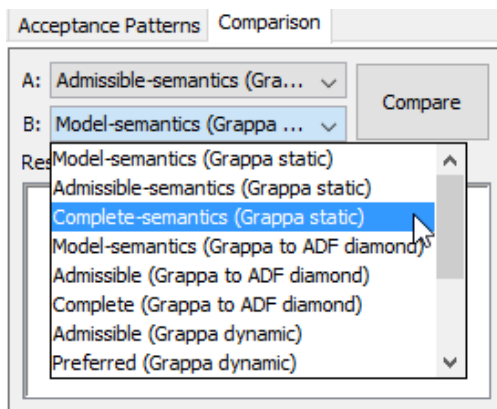 Acceptance Patterns Comparison
A: Admissible-semantics (Gra...
Compare
B: Model-semantics (Grappa ...
Res
Model-semantics (Grappa static)
Admissible-semantics (Grappa static)
Complete-semantics (Grappa static)
Model-semantics (Grappa to ADF diamond)
Admissible (Grappa to ADF diamond)
Complete (Grappa to ADF diamond)
Admissible (Grappa dynamic)
Preferred (Grappa dynamic)